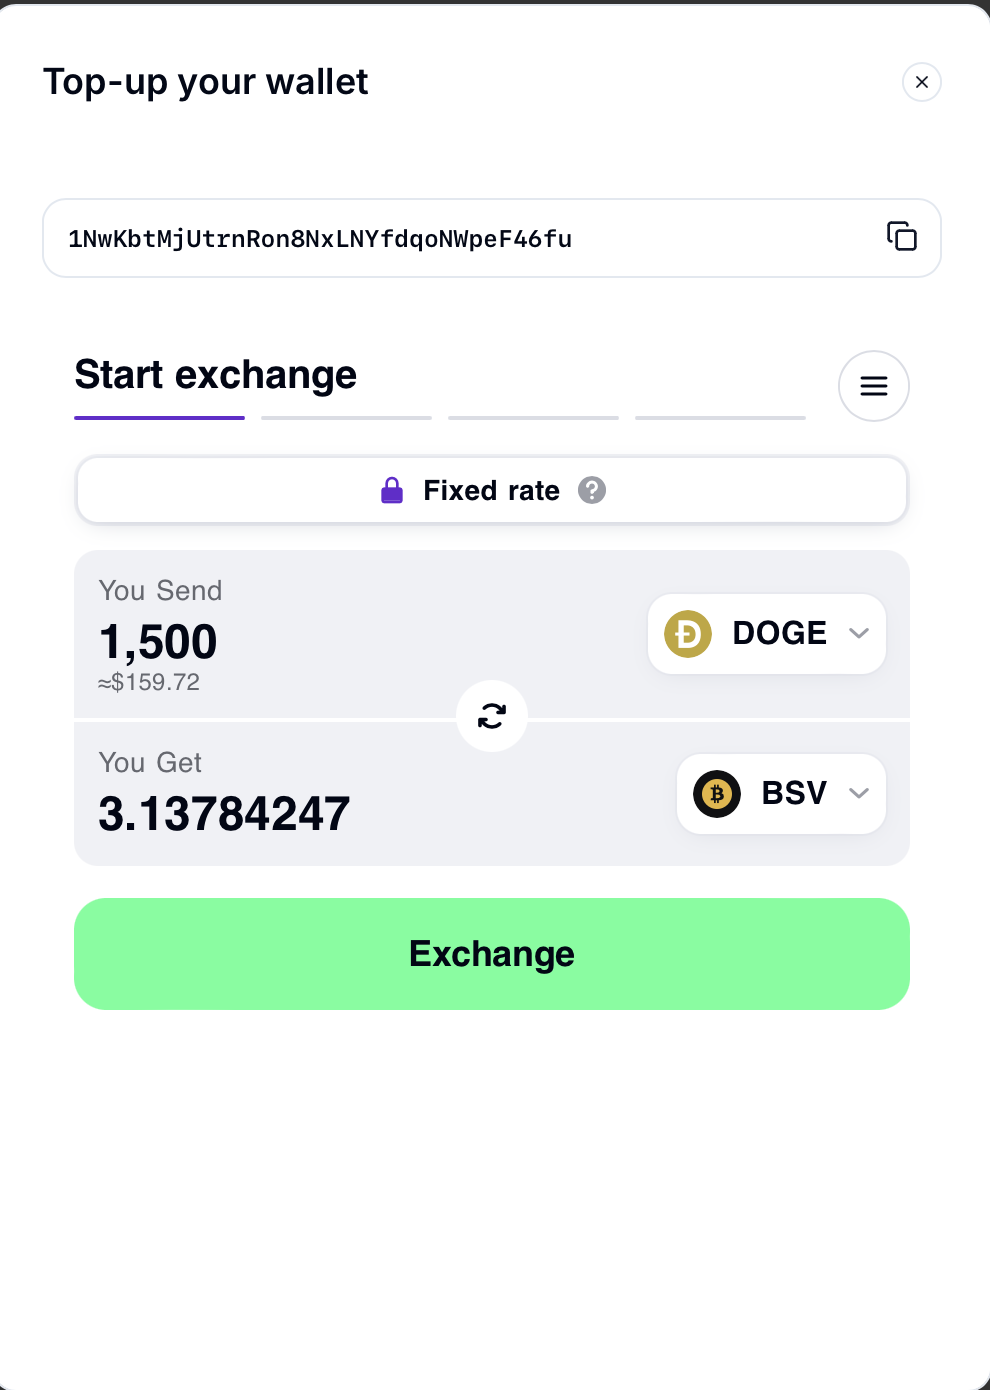 Top-up your wallet
1NwKbtMjUtrnRon8NxLNYfdqoNWpeF46fu
Start exchange
Fixed rate ?
You Send
1,500
DOGE
≈$159.72
You Get
3.13784247
BSV
Exchange